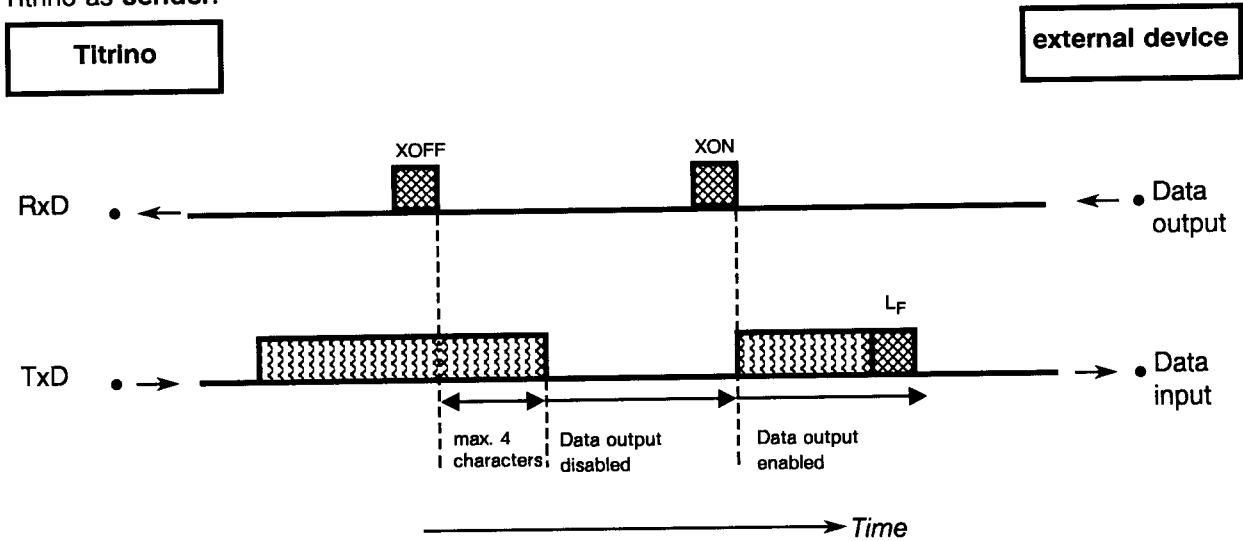 Titrino as sender:
Titrino
external device
XOFF
XON
RxD
Data
output
LF
TxD
Data
input
max. 4
characters
Data output
disabled
Data output
enabled
Time